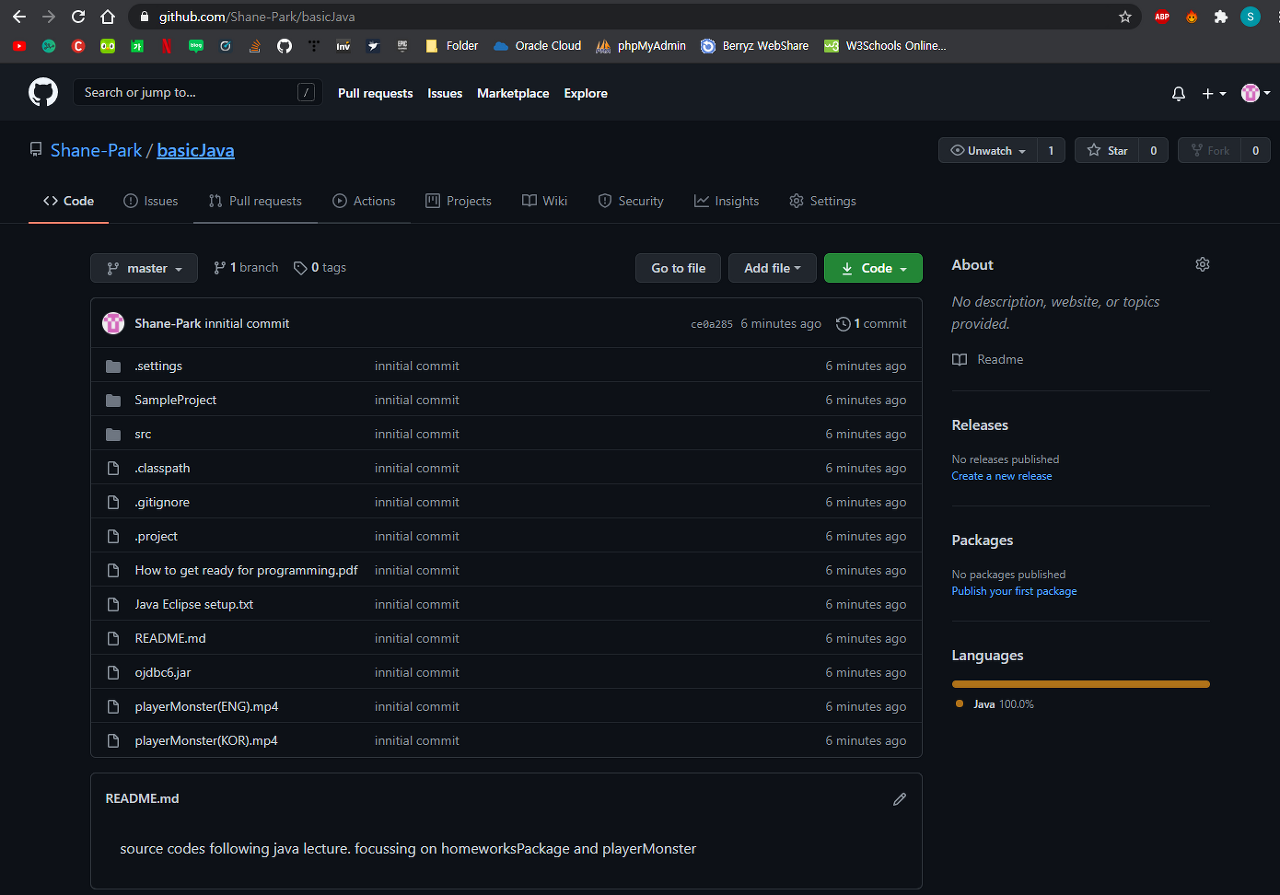 github.com/Shane-Park/basicJava ABP S
C 가 N blog inv EPIC Folder Oracle Cloud phpMyAdmin Berryz WebShare W3Schools Online...
Search or jump to... / Pull requests Issues Marketplace Explore
Shane-Park / basicJava Unwatch 1 Star 0 Fork 0
Code Issues Pull requests Actions Projects Wiki Security Insights Settings
master 1 branch 0 tags Go to file Add file Code
Shane-Park innitial commit ce0a285 6 minutes ago 1 commit
.settings innitial commit 6 minutes ago
SampleProject innitial commit 6 minutes ago
src innitial commit 6 minutes ago
.classpath innitial commit 6 minutes ago
.gitignore innitial commit 6 minutes ago
.project innitial commit 6 minutes ago
How to get ready for programming.pdf innitial commit 6 minutes ago
Java Eclipse setup.txt innitial commit 6 minutes ago
README.md innitial commit 6 minutes ago
ojdbc6.jar innitial commit 6 minutes ago
playerMonster(ENG).mp4 innitial commit 6 minutes ago
playerMonster(KOR).mp4 innitial commit 6 minutes ago
README.md
source codes following java lecture. focussing on homeworksPackage and playerMonster
About
No description, website, or topics
provided.
Readme
Releases
No releases published
Create a new release
Packages
No packages published
Publish your first package
Languages
Java 100.0%